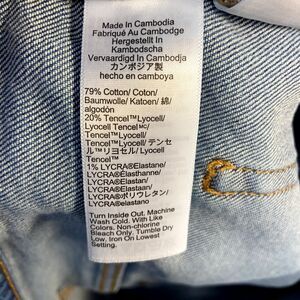 Made In Cambodia
Fabriqué Au Cambodge
Hergestellt In
Kambodscha
Vervaardigd In Cambodja
カンボジア製
hecho en camboya
79% Cotton/ Coton/
Baumwolle/ Katoen/ 綿/
algodón
20% Tencel™Lyocell/
Lyocell Tencelᴹᶜ/
Tencel™Lyocell/
Tencel™Lyocell/ テンセ
ル™リヨセル/Lyocell
Tencel™
1% LYCRA®Elastane/
LYCRA®Élasthanne/
LYCRA®Elastan/
LYCRA®Elastaan/
LYCRA®ポリウレタン/
LYCRA®elastano
Turn Inside Out. Machine
Wash Cold. With Like
Colors. Non-chlorine
Bleach Only. Tumble Dry
Low. Iron On Lowest
Setting.